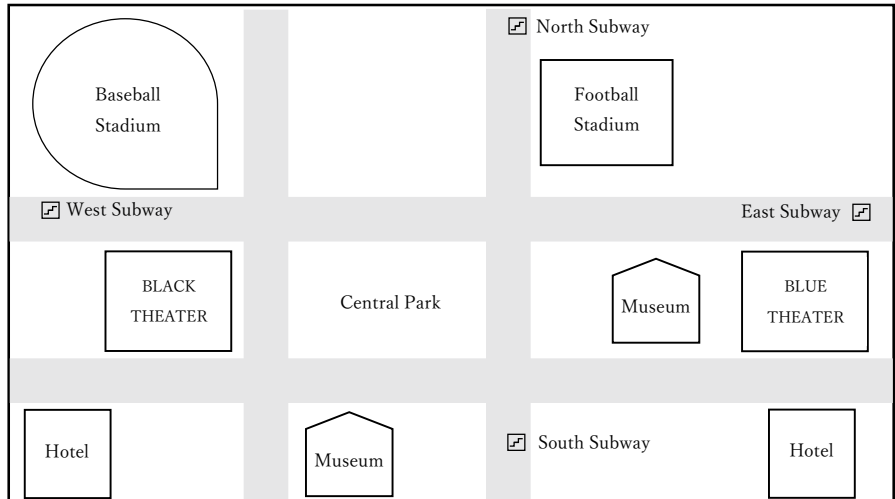 North Subway
Baseball
Stadium
Football
Stadium
West Subway
East Subway
BLACK
THEATER
Central Park
Museum
BLUE
THEATER
Hotel
Museum
South Subway
Hotel